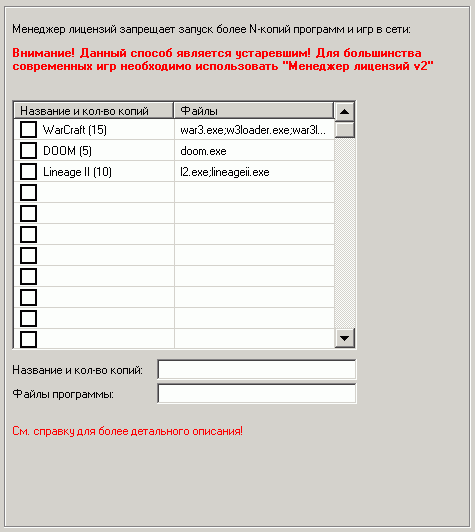 Менеджер лицензий запрещает запуск более N-копий программ и игр в сети:
Внимание! Данный способ является устаревшим! Для большинства
современных игр необходимо использовать "Менеджер лицензий v2"
Название и кол-во копий Файлы
WarCraft (15) war3.exe;w3loader.exe;war3l...
DOOM (5) doom.exe
Lineage II (10) l2.exe;lineageii.exe
Название и кол-во копий:
Файлы программы:
См. справку для более детального описания!